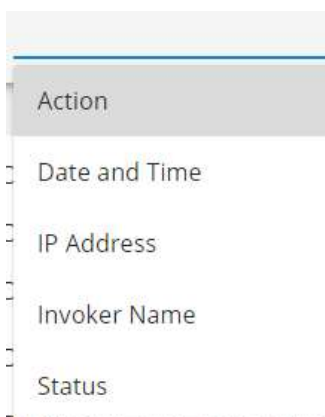 Action
Date and Time
IP Address
Invoker Name
Status